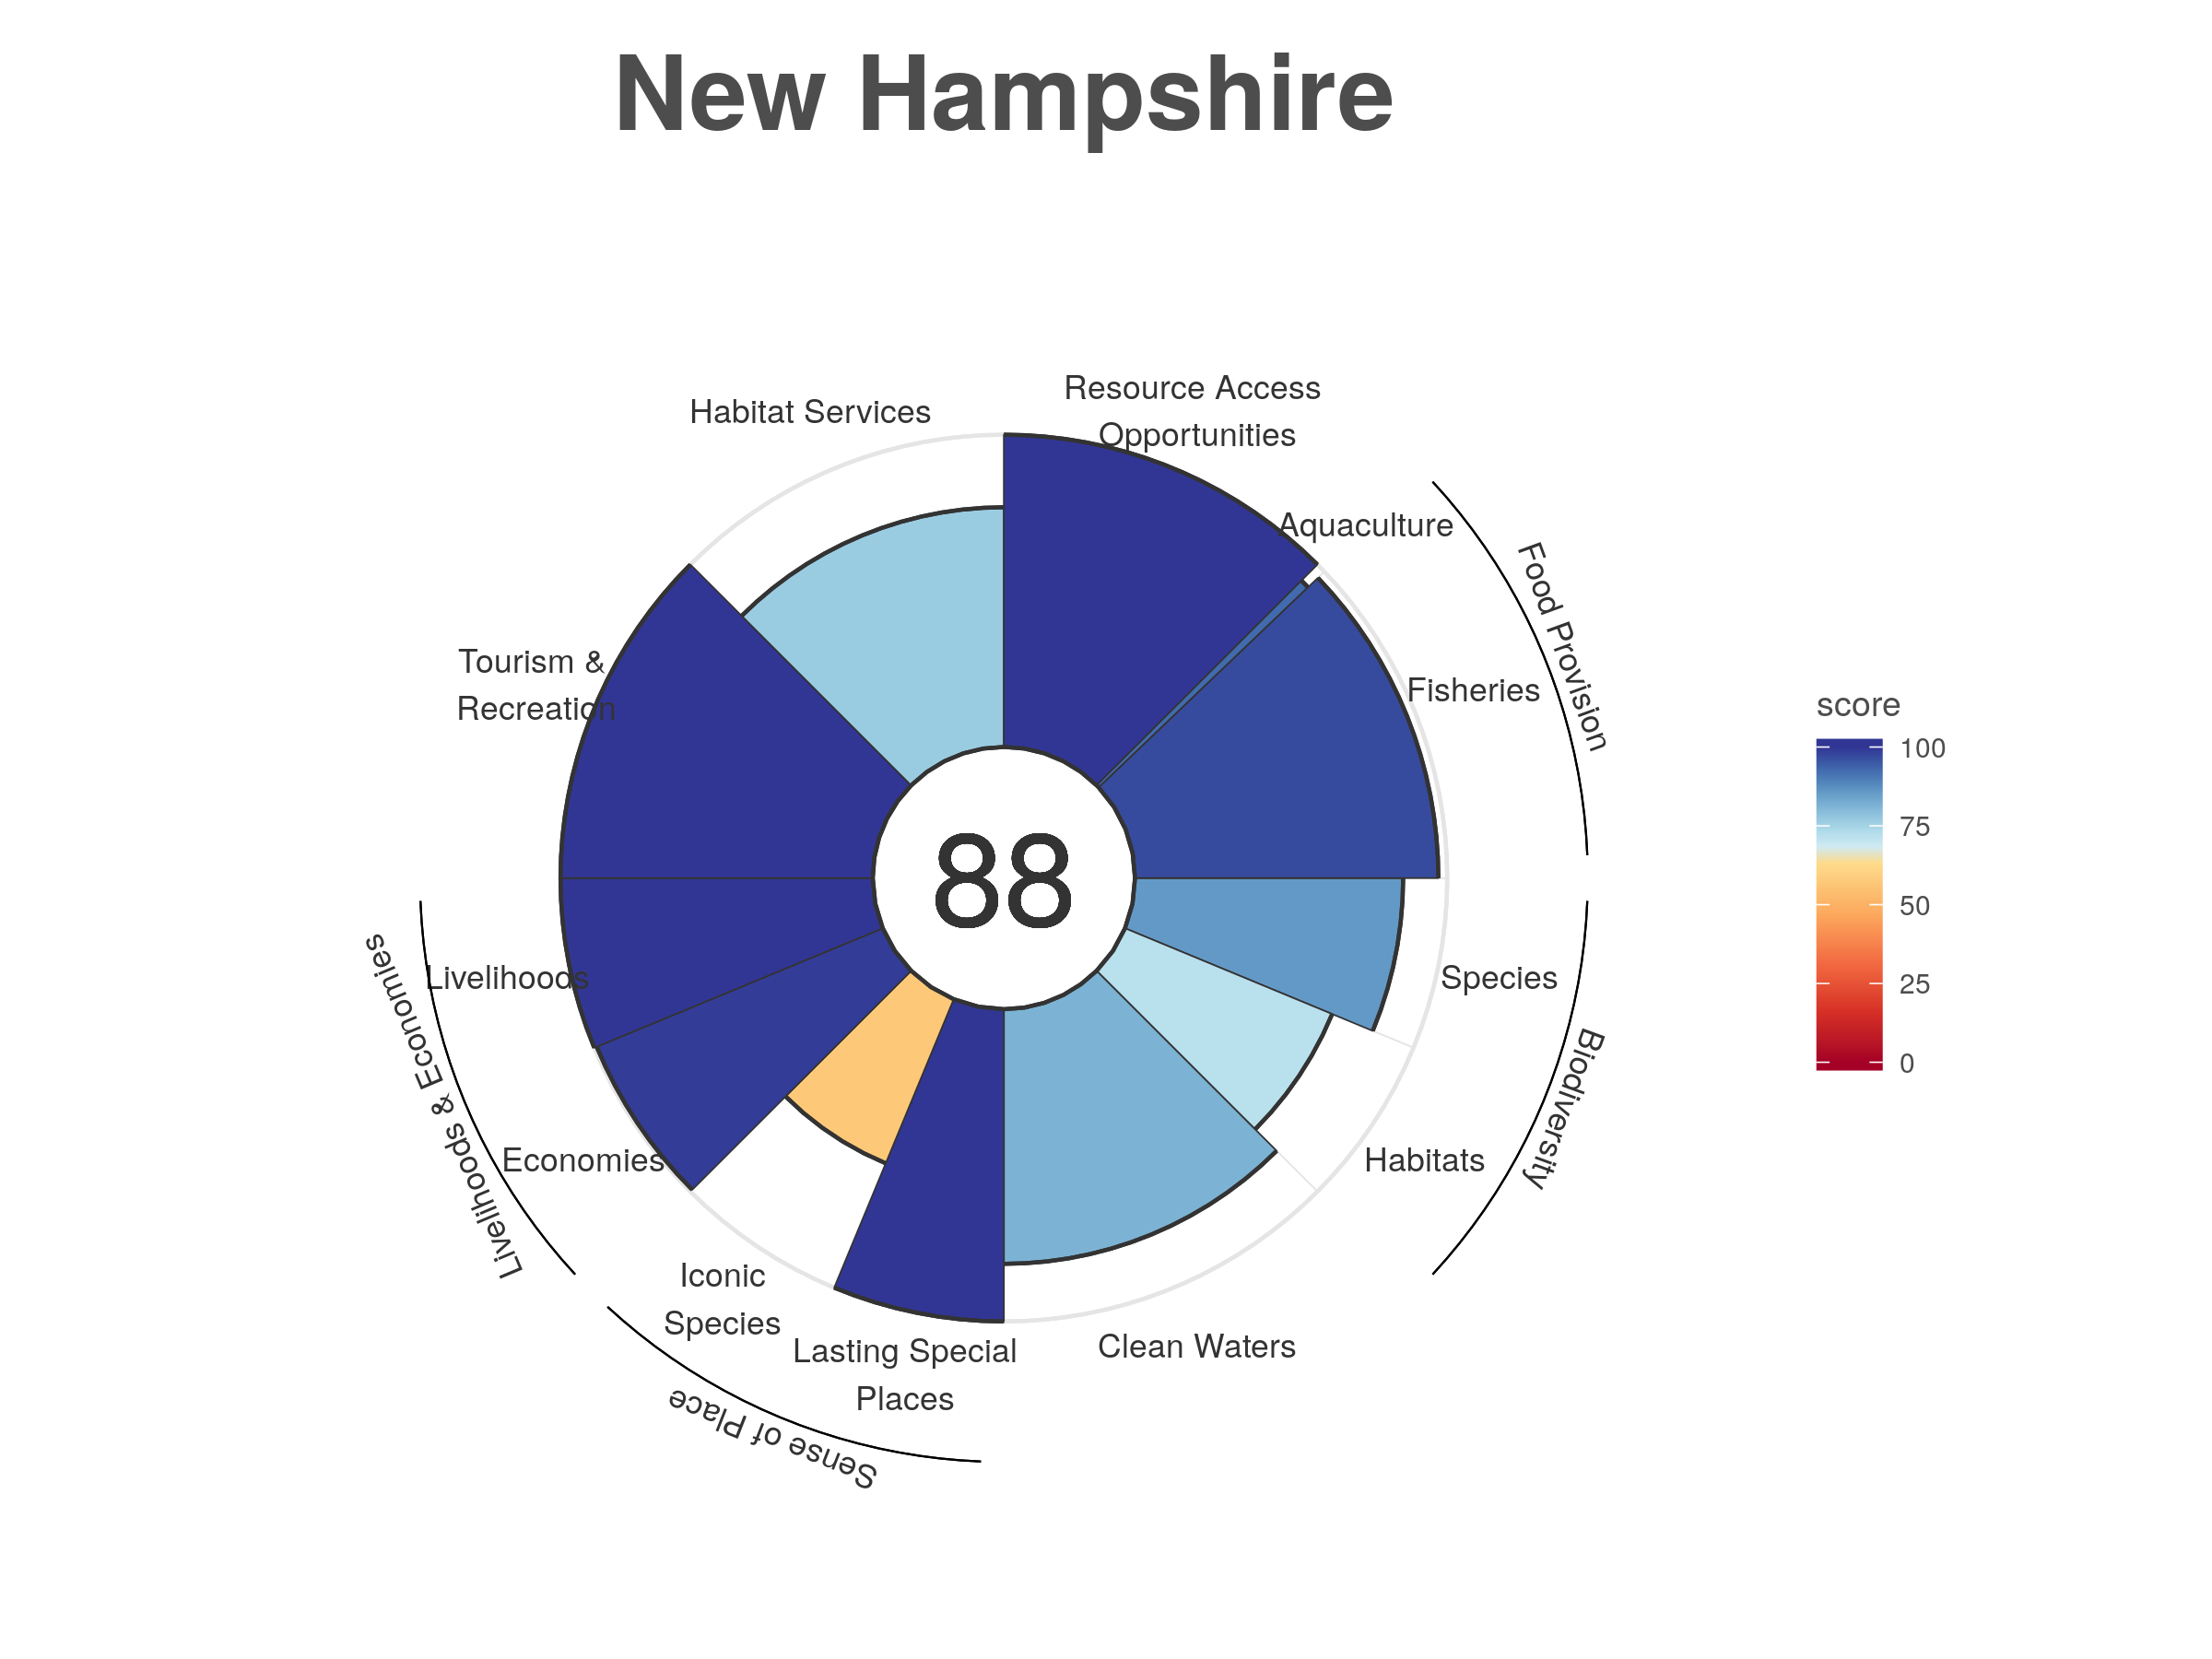 New Hampshire
Habitat Services
Resource Access
Opportunities
Aquaculture
Food Provision
Fisheries
Tourism &
Recreation
88
Species
Livelihoods
Livelihoods & Economies
Biodiversity
Economies
Habitats
Iconic
Species
Lasting Special
Places
Clean Waters
Sense of Place
score
100
75
50
25
0